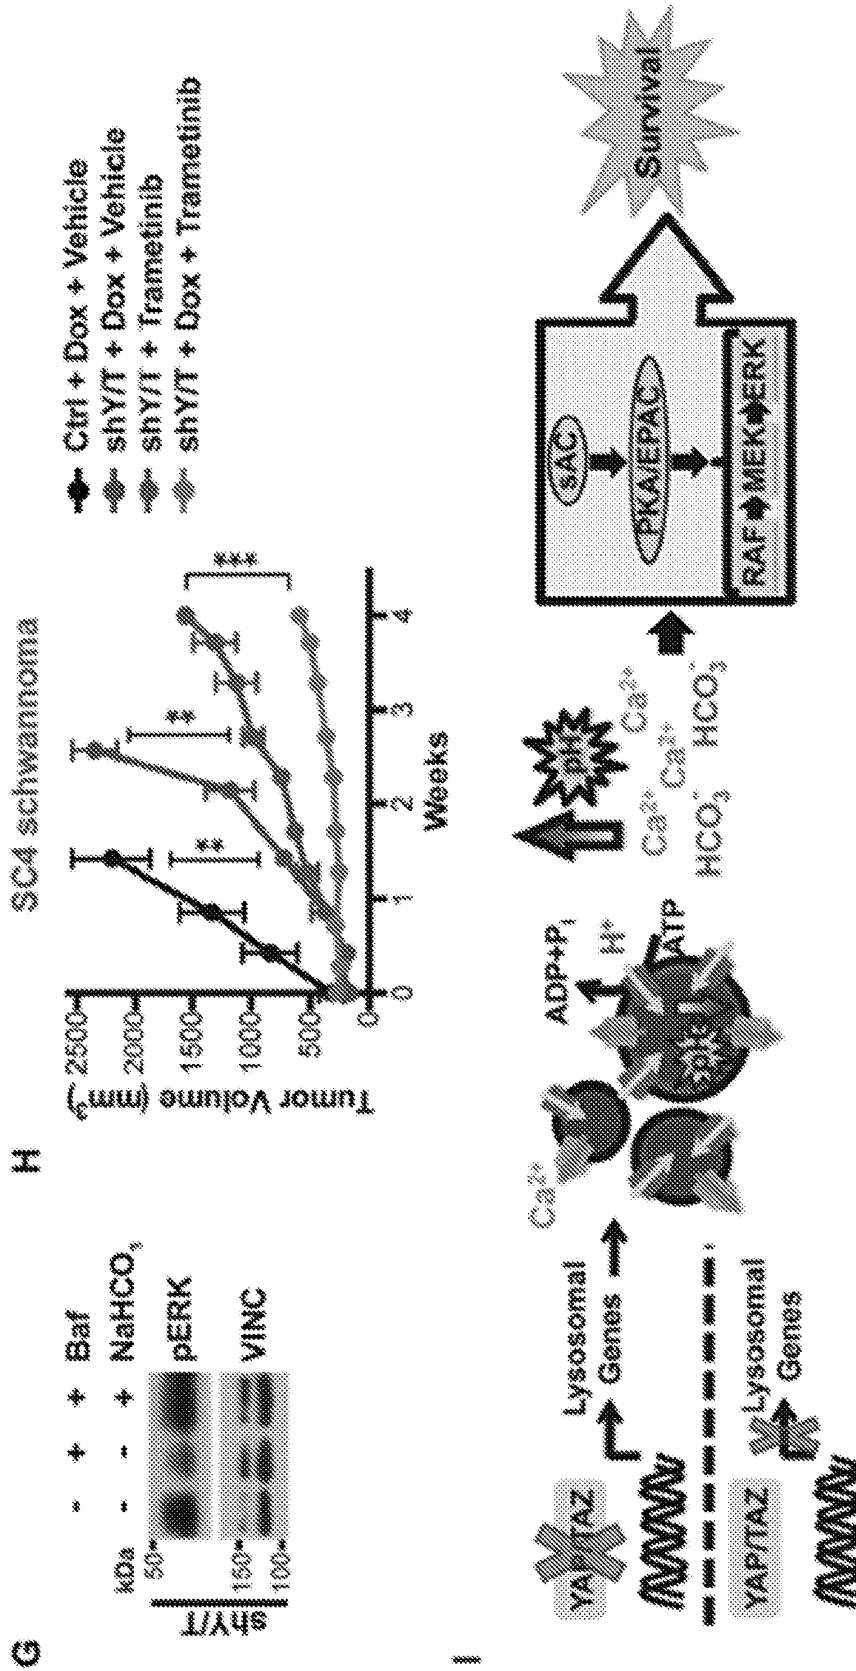 G
- + + Baf
kDa - - + NaHCO₃
50
pERK
150
VINC
100
shY/T
H
SC4 schwannoma
Tumor Volume (mm³)
2500
2000
1500
1000
500
0
0 1 2 3 4
Weeks
**
**
***
Ctrl + Dox + Vehicle
shY/T + Dox + Vehicle
shY/T + Trametinib
shY/T + Dox + Trametinib
I
YAP/TAZ
Lysosomal
Genes
YAP/TAZ
Lysosomal
Genes
Ca²⁺
ADP+Pᵢ
H⁺
ATP
pH
Ca²⁺ Ca²⁺
Ca²⁺
HCO₃⁻ HCO₃⁻
sAC
PKA/EPAC
RAF MEK ERK
Survival